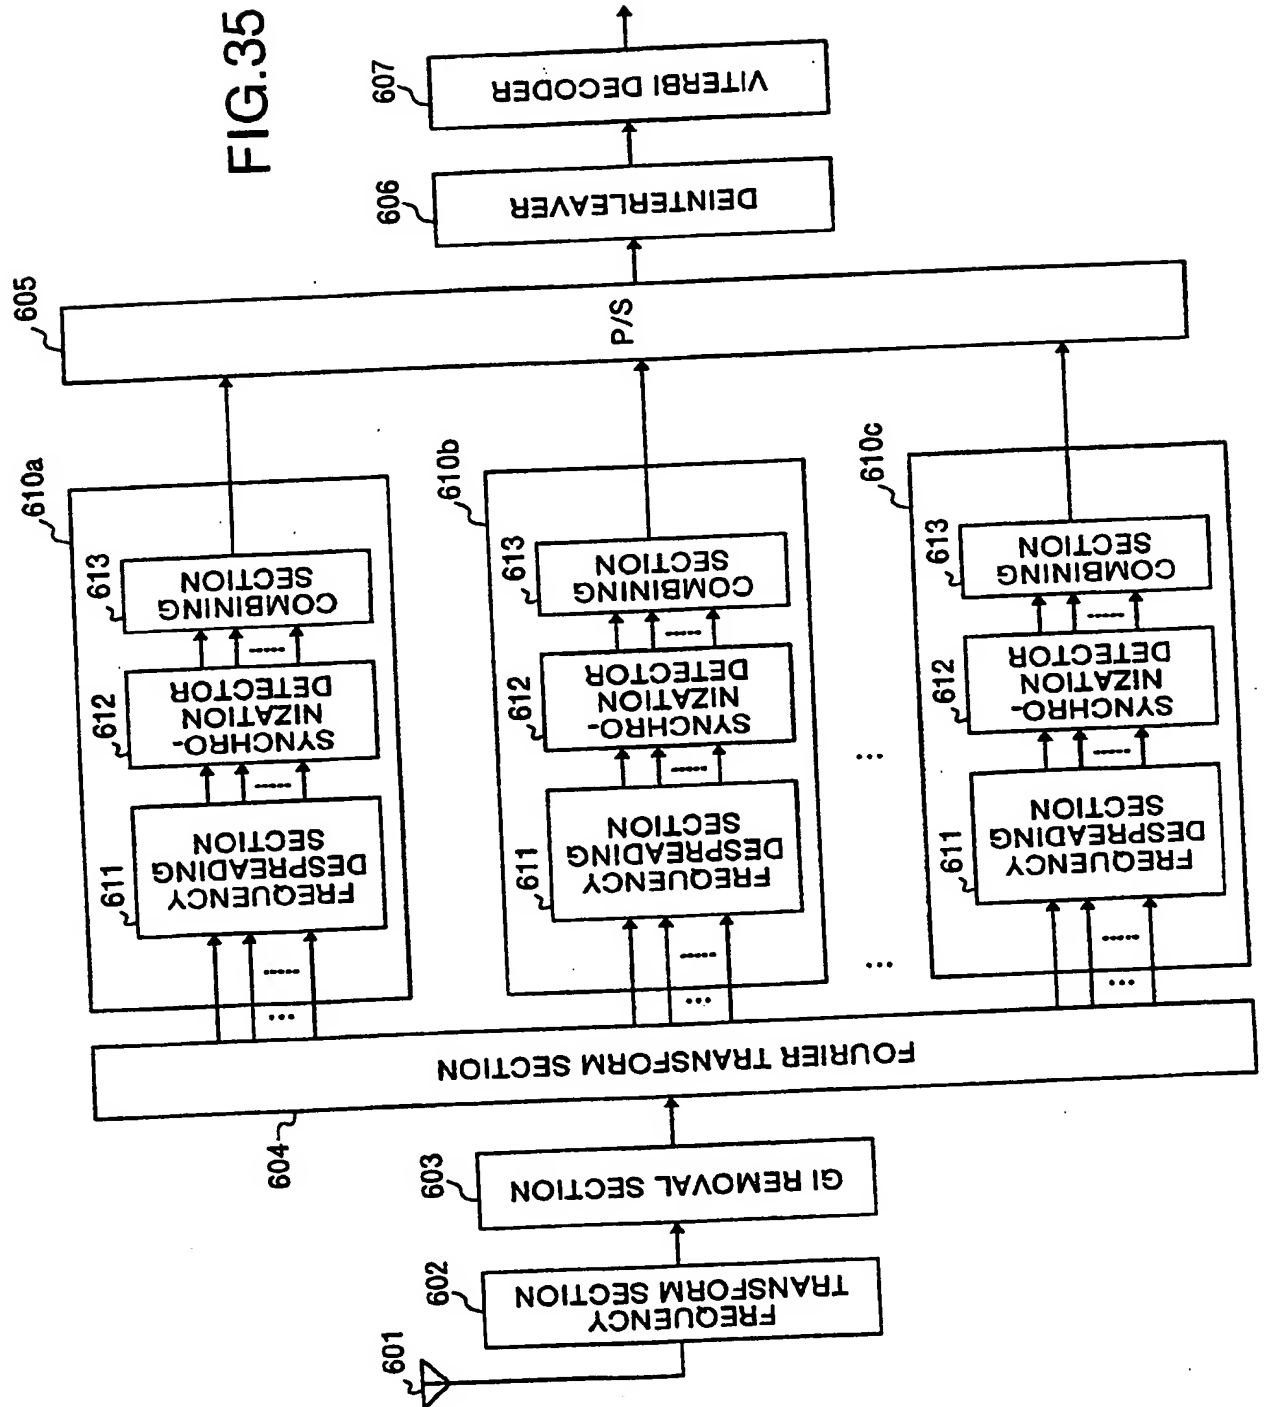 FIG.35
601
602
FREQUENCY
TRANSFORM SECTION
603
GI REMOVAL SECTION
604
FOURIER TRANSFORM SECTION
...
...
...
...
...
610a
611
FREQUENCY
DESPREADING
SECTION
612
SYNCHRO-
NIZATION
DETECTOR
613
COMBINING
SECTION
610b
611
FREQUENCY
DESPREADING
SECTION
612
SYNCHRO-
NIZATION
DETECTOR
613
COMBINING
SECTION
610c
611
FREQUENCY
DESPREADING
SECTION
612
SYNCHRO-
NIZATION
DETECTOR
613
COMBINING
SECTION
605
P/S
606
DEINTERLEAVER
607
VITERBI DECODER